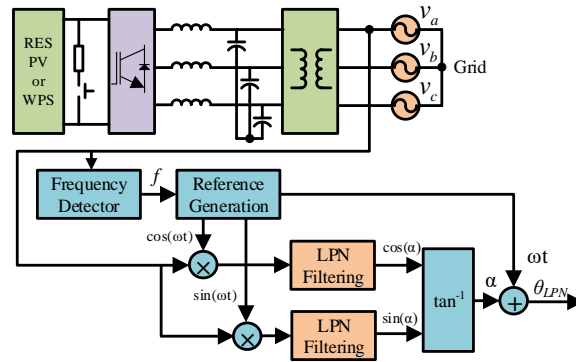 RES
PV
or
WPS
v_a
v_b
Grid
v_c
Frequency
Detector
f
Reference
Generation
cos(ωt)
LPN
Filtering
cos(α)
×
sin(ωt)
tan⁻¹
α
ωt
+
θ_LPN
×
LPN
Filtering
sin(α)